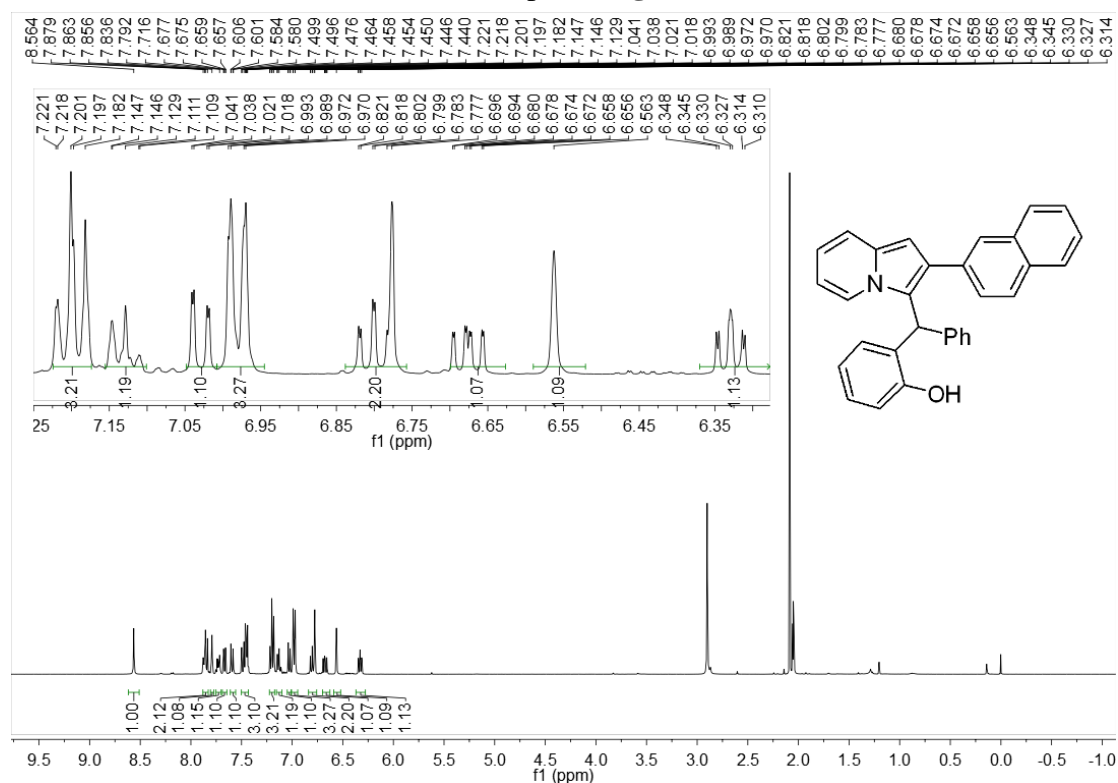 8.564 7.879 7.863 7.856 7.836 7.792 7.716 7.677 7.675 7.659 7.657 7.606 7.601 7.584 7.580 7.499 7.496 7.476 7.464 7.458 7.454 7.450 7.446 7.440 7.221 7.218 7.201 7.197 7.182 7.147 7.146 7.129 7.041 7.038 7.021 7.018 6.993 6.989 6.972 6.970 6.821 6.818 6.802 6.799 6.783 6.777 6.680 6.678 6.674 6.672 6.658 6.656 6.563 6.348 6.345 6.330 6.327 6.314
7.221 7.218 7.201 7.197 7.182 7.147 7.146 7.129 7.111 7.109 7.041 7.038 7.021 7.018 6.993 6.989 6.972 6.970 6.821 6.818 6.802 6.799 6.783 6.777 6.696 6.694 6.680 6.678 6.674 6.672 6.658 6.656 6.563 6.348 6.345 6.330 6.327 6.314 6.310
3.21 1.19 1.10 3.27 2.20 1.07 1.09 1.13
25 7.15 7.05 6.95 6.85 6.75 6.65 6.55 6.45 6.35
f1 (ppm)
N
Ph
OH
1.00 2.12 1.08 1.15 1.10 1.10 3.10 3.21 1.19 1.10 3.27 2.20 1.07 1.09 1.13
9.5 9.0 8.5 8.0 7.5 7.0 6.5 6.0 5.5 5.0 4.5 4.0 3.5 3.0 2.5 2.0 1.5 1.0 0.5 0.0 -0.5 -1.0
f1 (ppm)